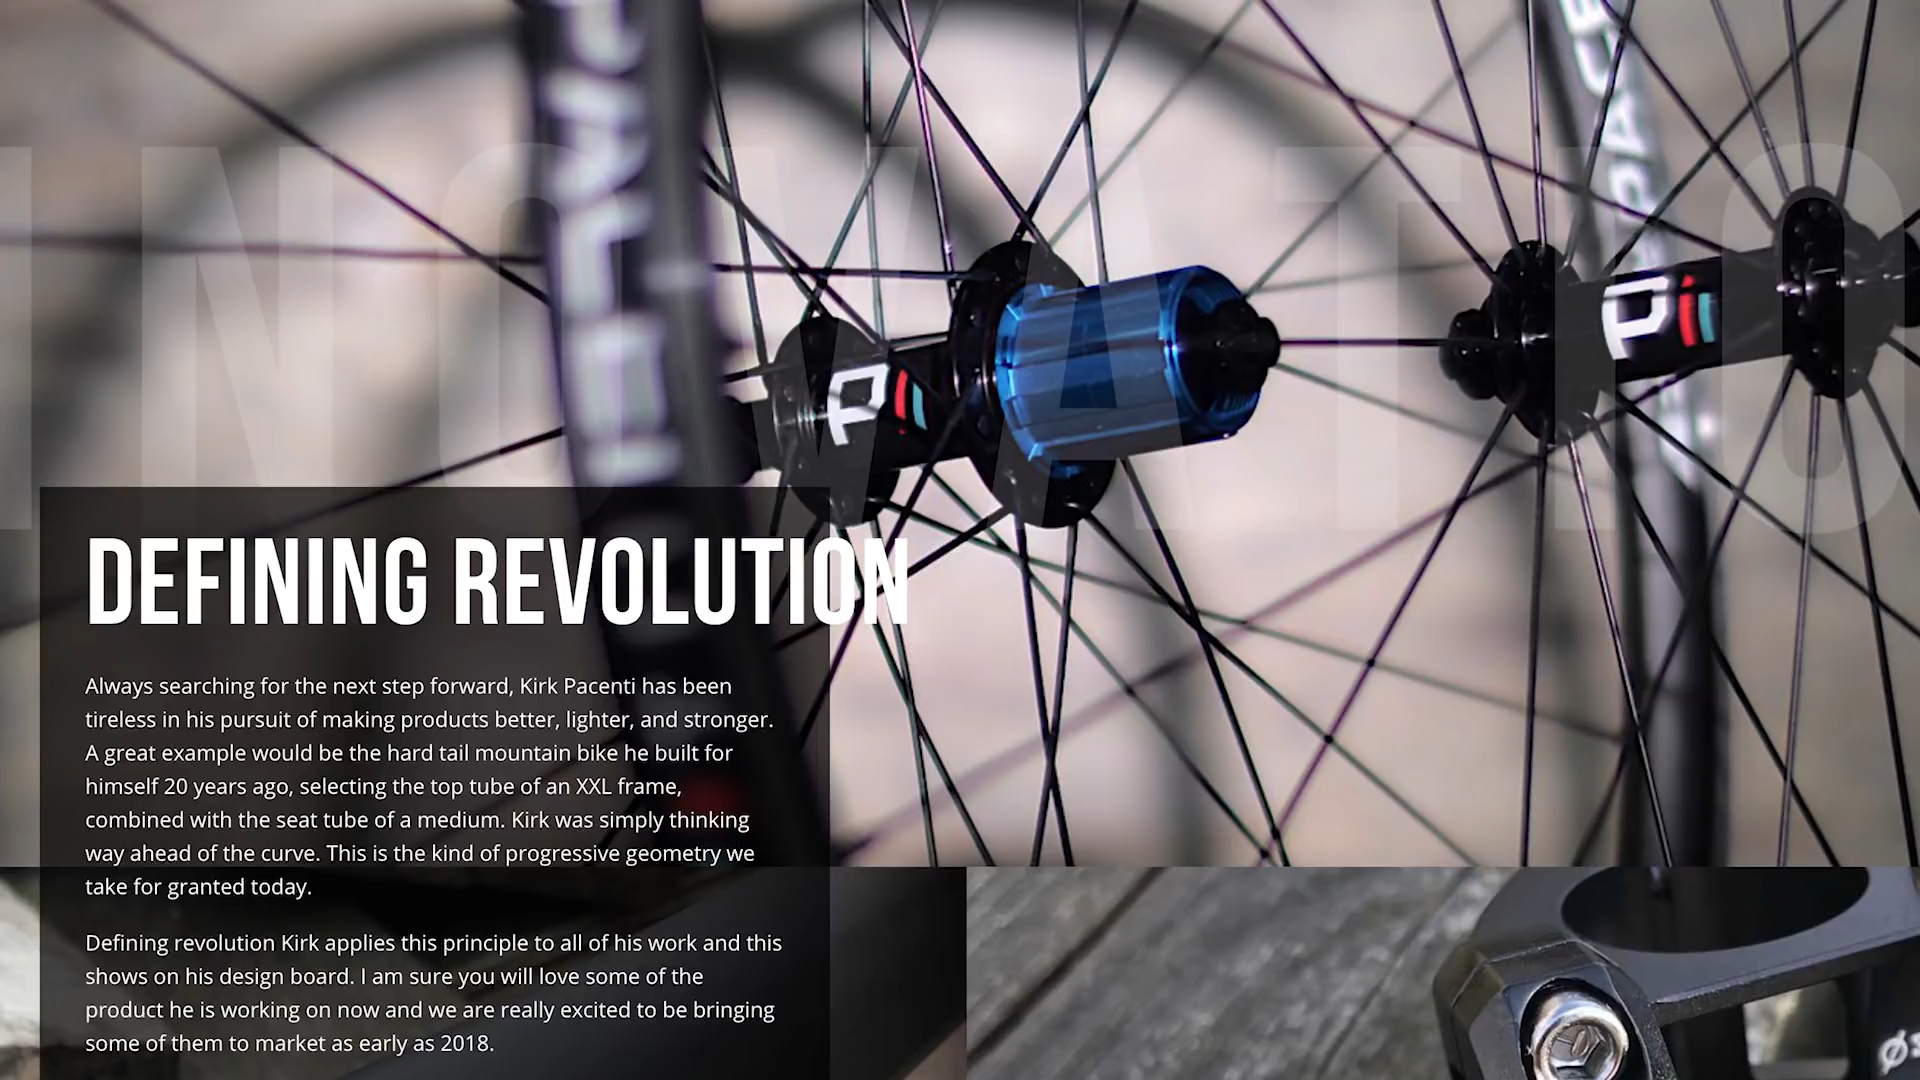 INOVATIO
Pi
Pi
DEFINING REVOLUTION
Always searching for the next step forward, Kirk Pacenti has been
tireless in his pursuit of making products better, lighter, and stronger.
A great example would be the hard tail mountain bike he built for
himself 20 years ago, selecting the top tube of an XXL frame,
combined with the seat tube of a medium. Kirk was simply thinking
way ahead of the curve. This is the kind of progressive geometry we
take for granted today.
Defining revolution Kirk applies this principle to all of his work and this
shows on his design board. I am sure you will love some of the
product he is working on now and we are really excited to be bringing
some of them to market as early as 2018.